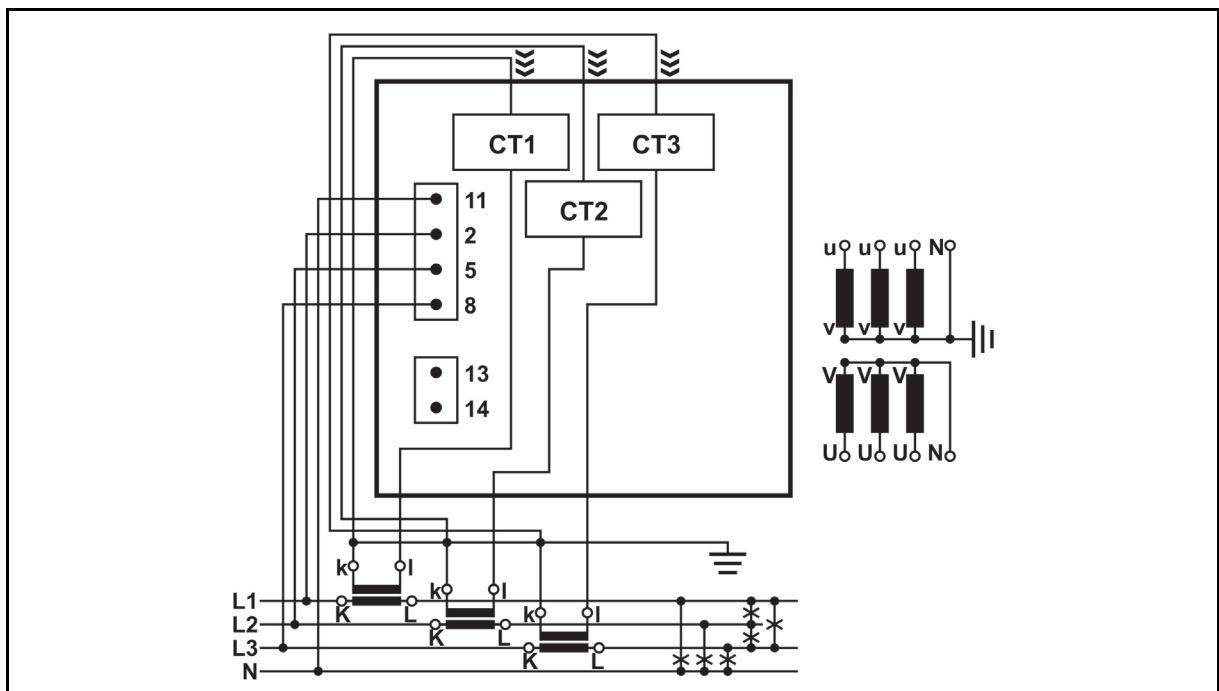 CT1
CT3
CT2
11
2
5
8
13
14
u u u N
v v v
V V V
U U U N
k l
k l
k l
L1
K L
L2
K L
L3
K L
N